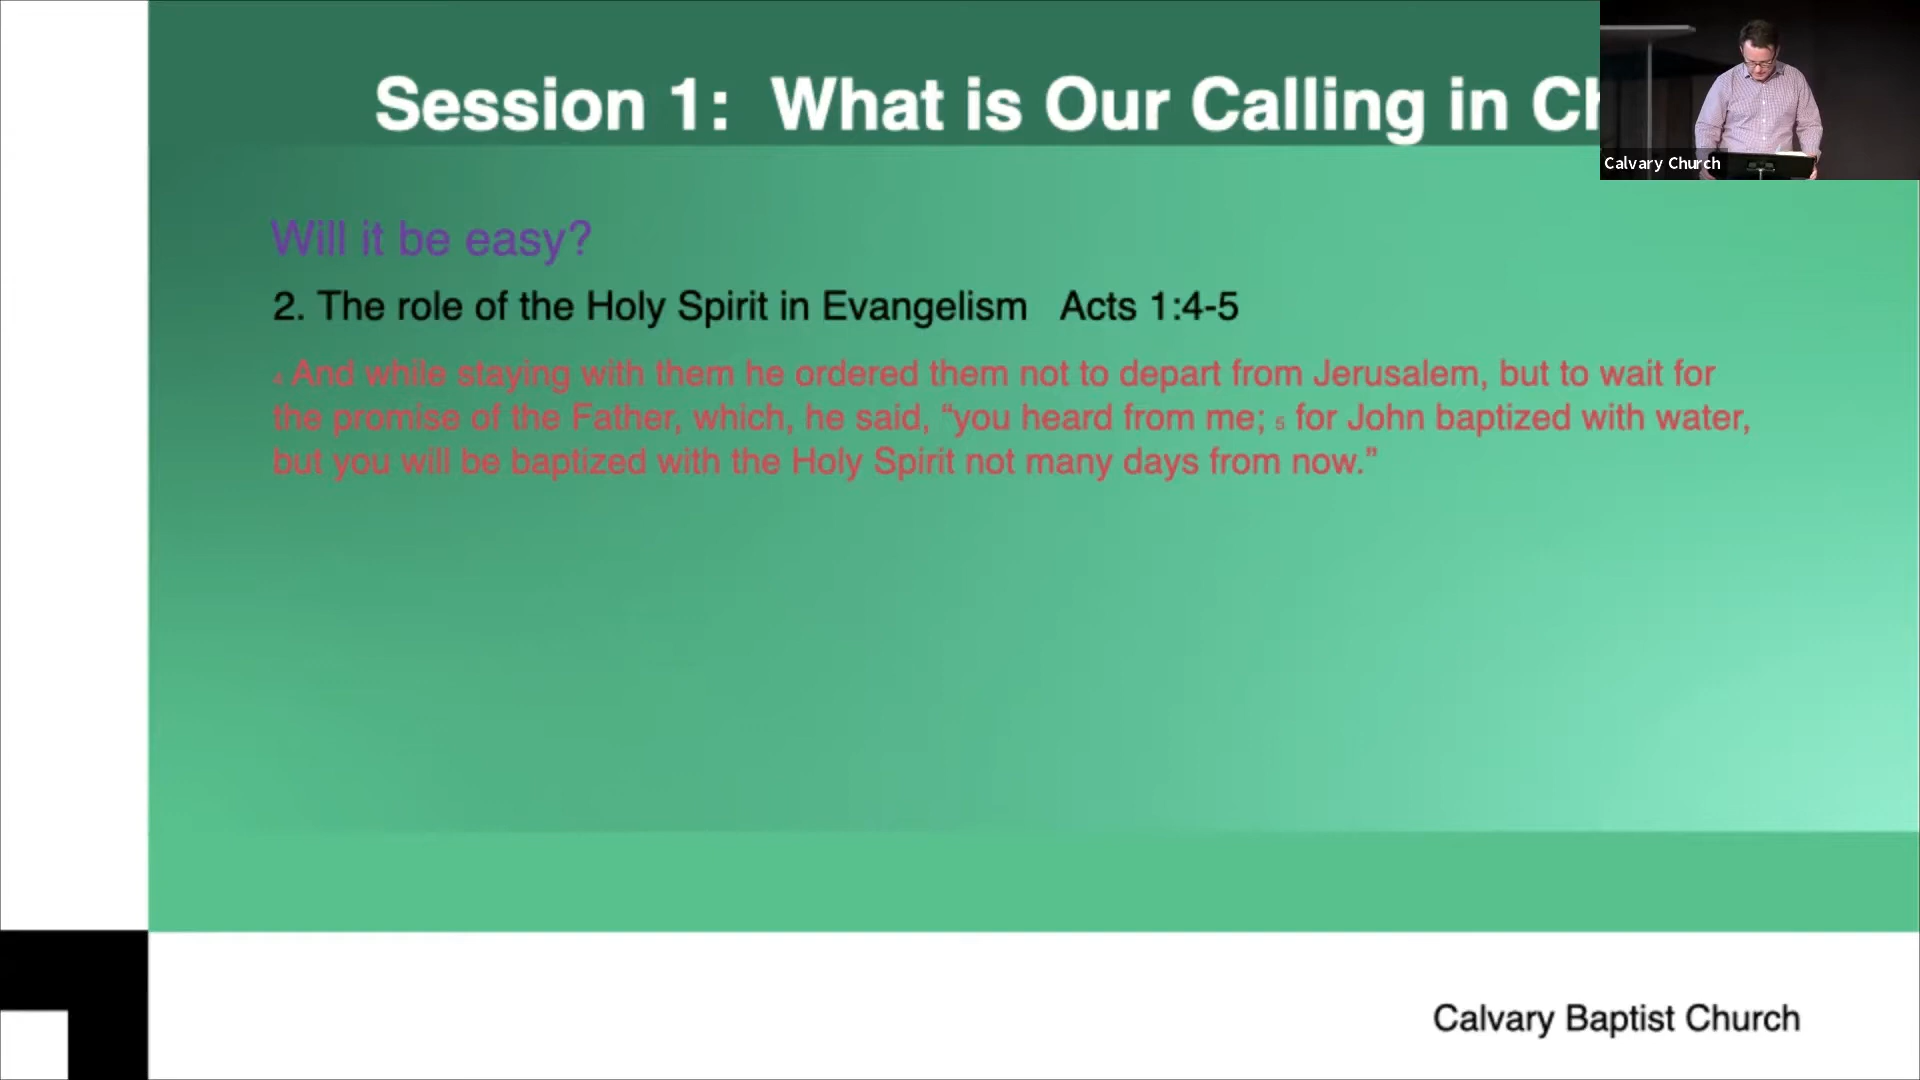 Session 1: What is Our Calling in Ch
Calvary Church
Will it be easy?
2. The role of the Holy Spirit in Evangelism Acts 1:4-5
4 And while staying with them he ordered them not to depart from Jerusalem, but to wait for
the promise of the Father, which, he said, “you heard from me; 5 for John baptized with water,
but you will be baptized with the Holy Spirit not many days from now.”
Calvary Baptist Church